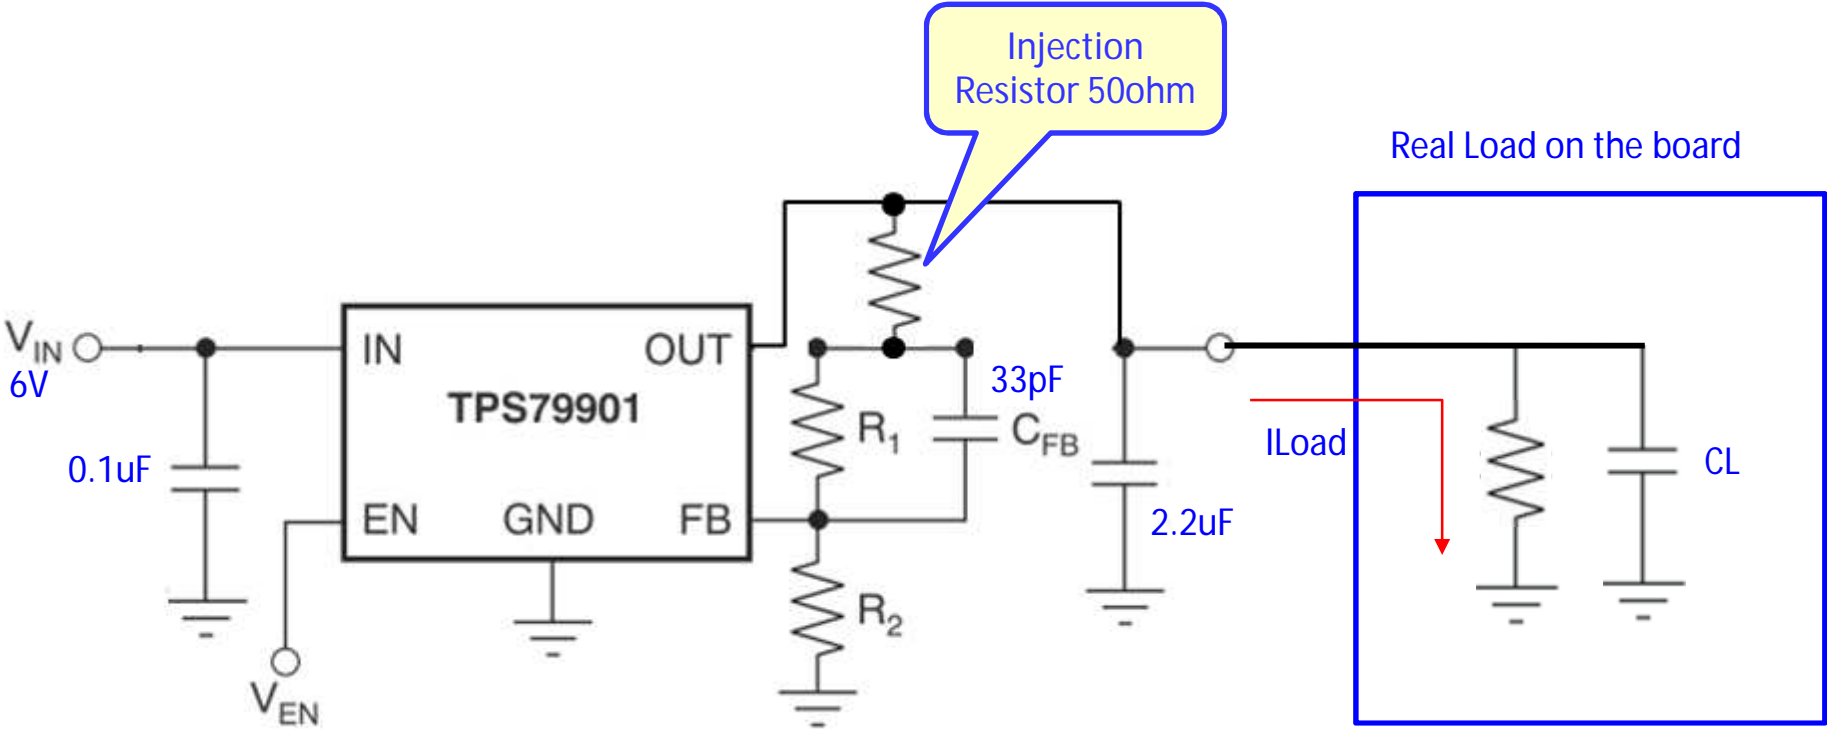 Injection
Resistor 50ohm
Real Load on the board
VIN
6V
IN
OUT
TPS79901
33pF
R1
CFB
ILoad
CL
0.1uF
EN
GND
FB
2.2uF
R2
VEN